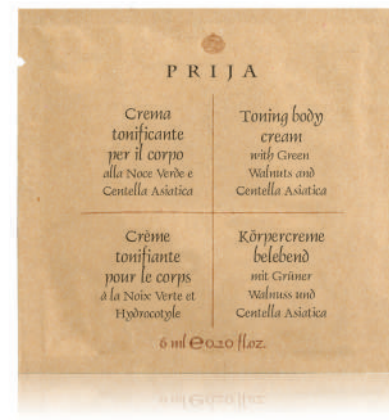 PRIJA
Crema
tonificante
per il corpo
alla Noce Verde e
Centella Asiatica
Toning body
cream
with Green
Walnuts and
Centella Asiatica
Crème
tonifiante
pour le corps
à la Noix Verte et
Hydrocotyle
Körpercreme
belebend
mit Grüner
Walnuss und
Centella Asiatica
6 ml ℮ 0.20 fl.oz.